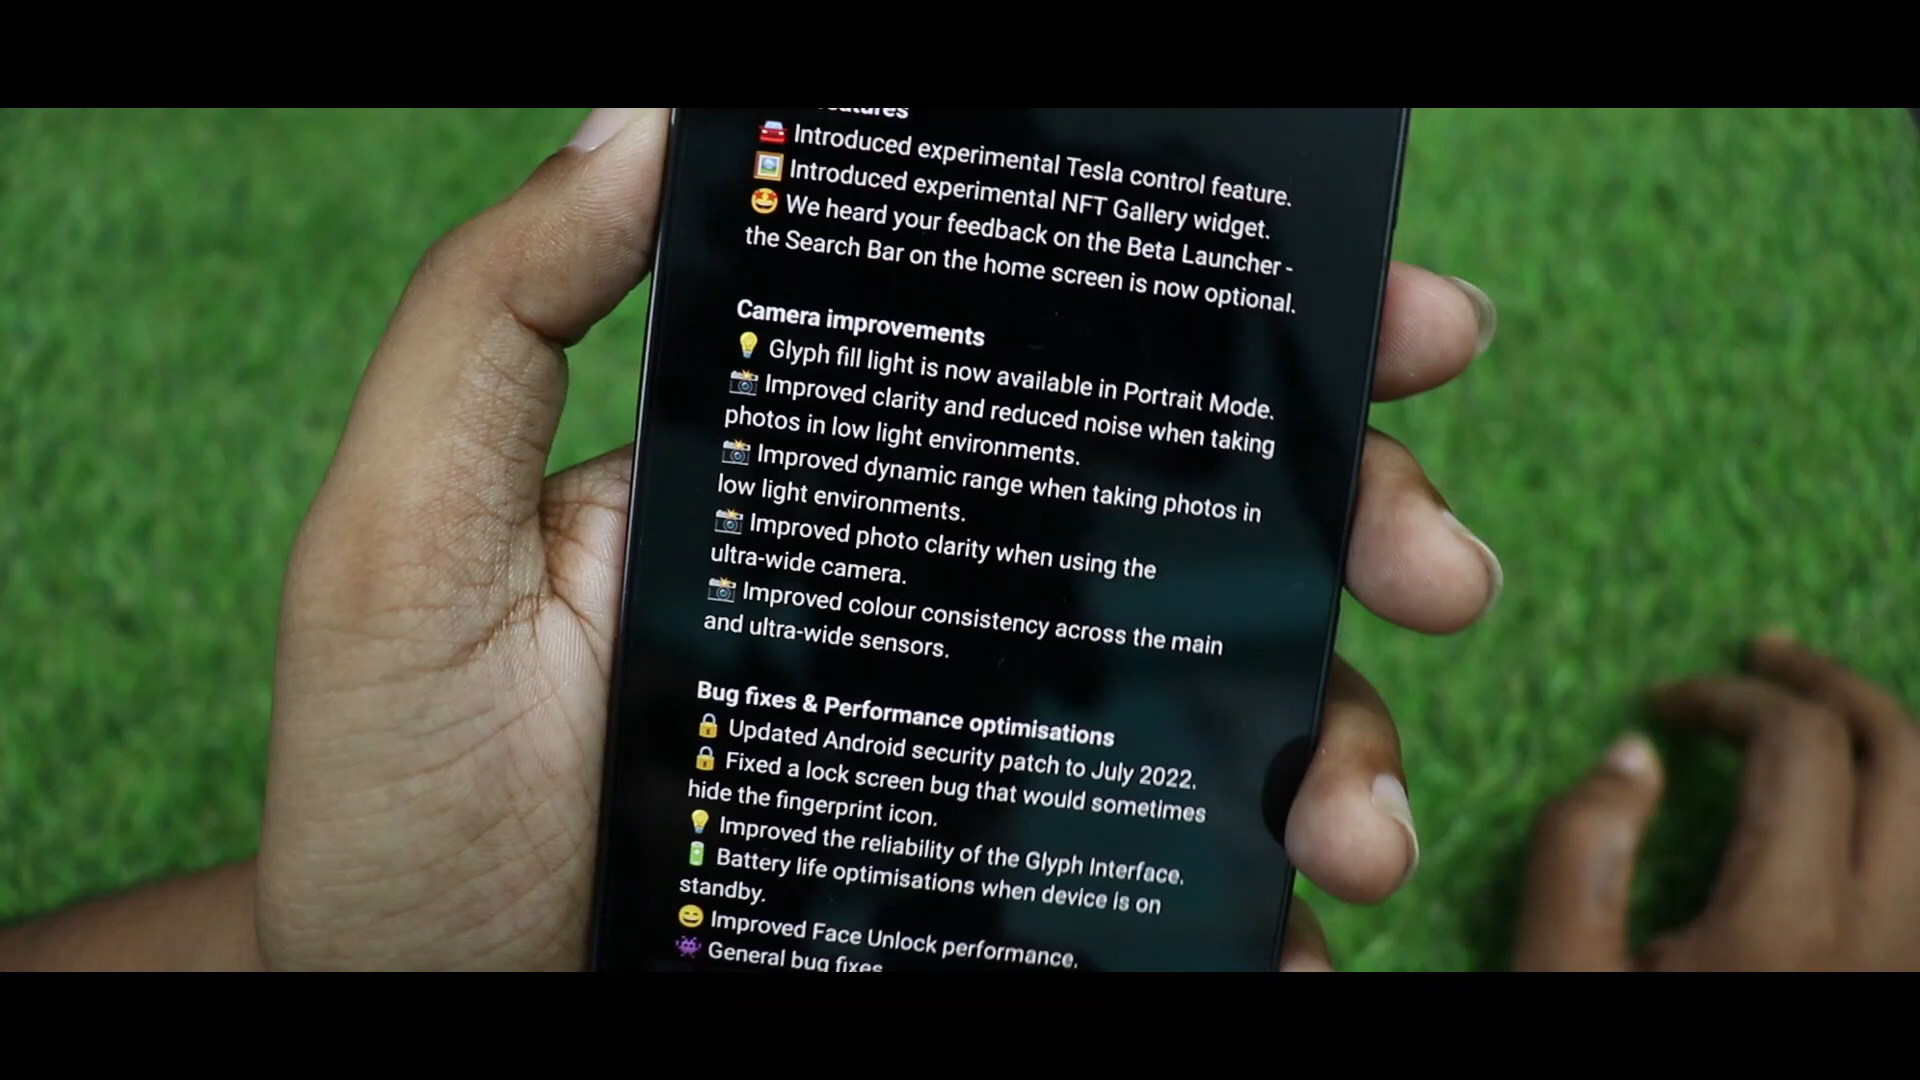 features
🚘 Introduced experimental Tesla control feature.
🖼️ Introduced experimental NFT Gallery widget.
🤩 We heard your feedback on the Beta Launcher -
the Search Bar on the home screen is now optional.
Camera improvements
💡 Glyph fill light is now available in Portrait Mode.
📸 Improved clarity and reduced noise when taking
photos in low light environments.
📸 Improved dynamic range when taking photos in
low light environments.
📸 Improved photo clarity when using the
ultra-wide camera.
📸 Improved colour consistency across the main
and ultra-wide sensors.
Bug fixes & Performance optimisations
🔒 Updated Android security patch to July 2022.
🔒 Fixed a lock screen bug that would sometimes
hide the fingerprint icon.
💡 Improved the reliability of the Glyph Interface.
🔋 Battery life optimisations when device is on
standby.
😄 Improved Face Unlock performance.
👾 General bug fixes